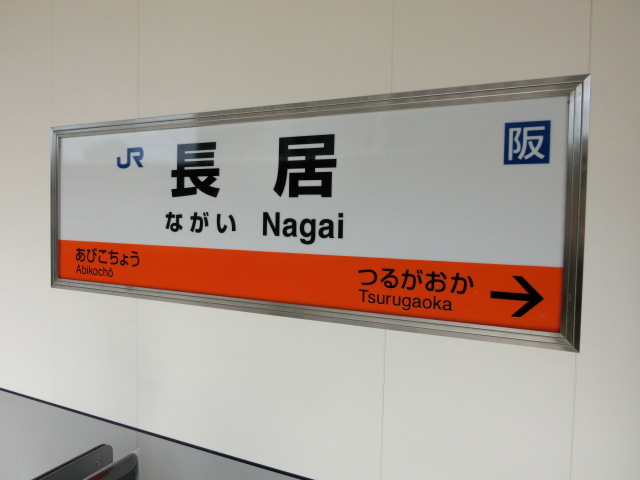 JR 長居 阪
ながい Nagai
あびこちょう
Abikochō
つるがおか
Tsurugaoka